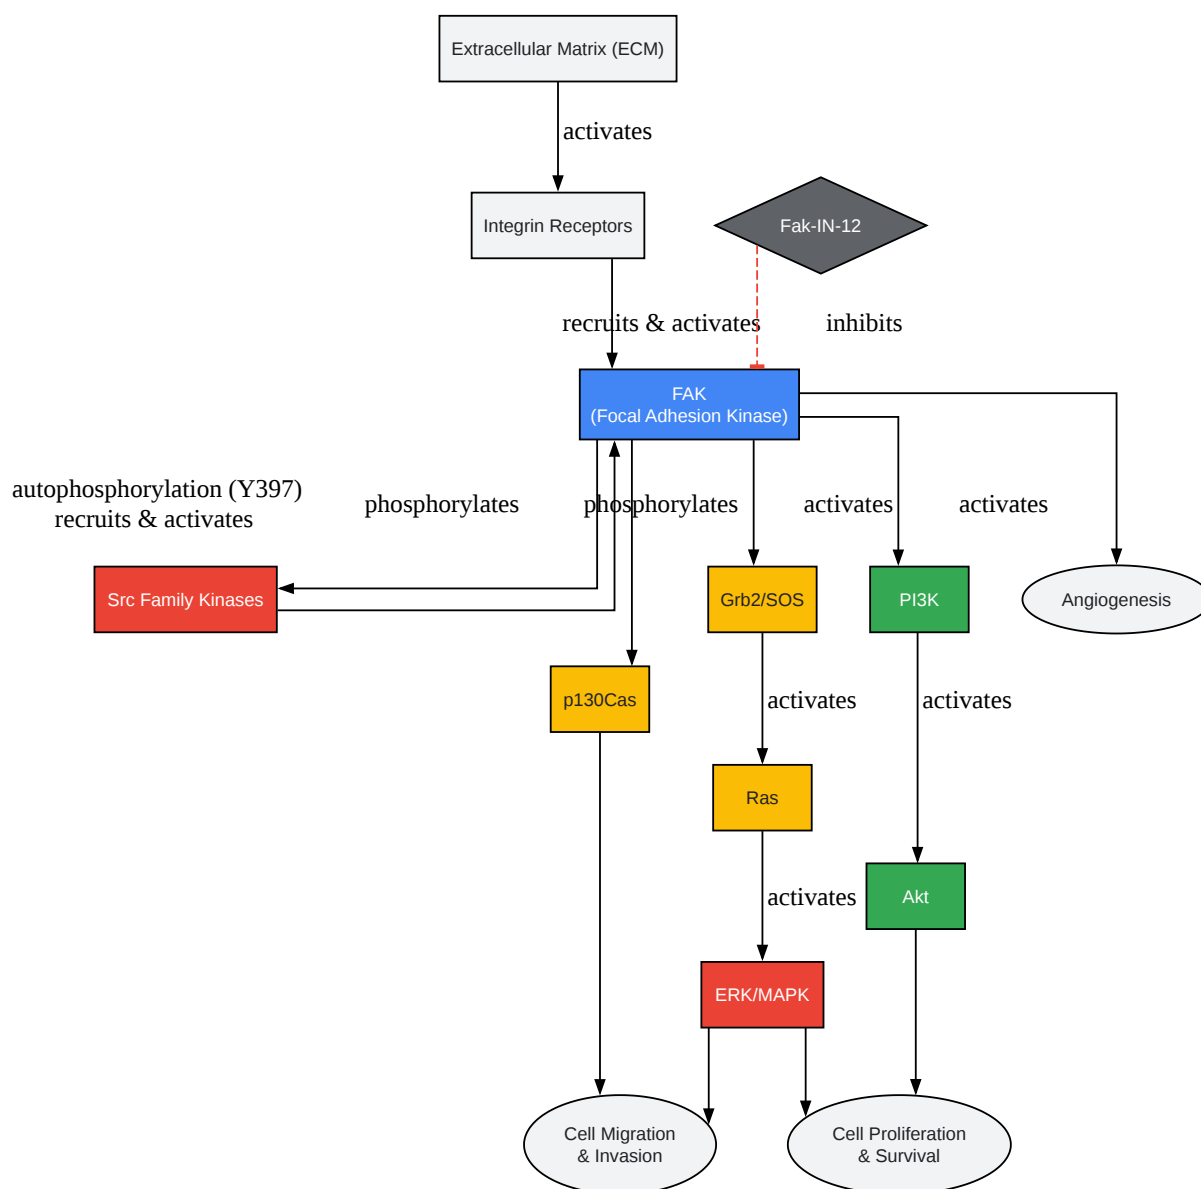 Extracellular Matrix (ECM)
activates
Integrin Receptors
Fak-IN-12
recruits & activates
inhibits
FAK
(Focal Adhesion Kinase)
autophosphorylation (Y397)
recruits & activates
phosphorylates
phosphorylates
activates
activates
Src Family Kinases
Grb2/SOS
PI3K
Angiogenesis
p130Cas
activates
activates
Ras
activates
Akt
ERK/MAPK
Cell Migration
& Invasion
Cell Proliferation
& Survival